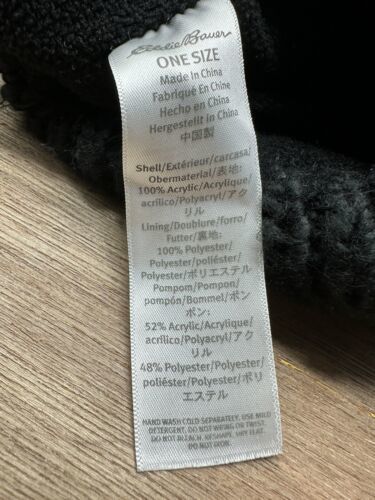 Eddie Bauer
ONE SIZE
Made in China
Fabriqué En Chine
Hecho en China
Hergestellt in China
中国製
Shell/Extérieur/carcasa/
Obermaterial/表地:
100% Acrylic/Acrylique/
acrílico/Polyacryl/アク
リル
Lining/Doublure/forro/
Futter/裏地:
100% Polyester/
Polyester/poliéster/
Polyester/ポリエステル
Pompom/Pompon/
pompón/Bommel/ポン
ポン:
52% Acrylic/Acrylique/
acrílico/Polyacryl/アク
リル
48% Polyester/Polyester/
poliéster/Polyester/ポリ
エステル
HAND WASH COLD SEPARATELY, USE MILD
DETERGENT, DO NOT WRING OR TWIST,
DO NOT BLEACH, RESHAPE, DRY FLAT,
DO NOT IRON.